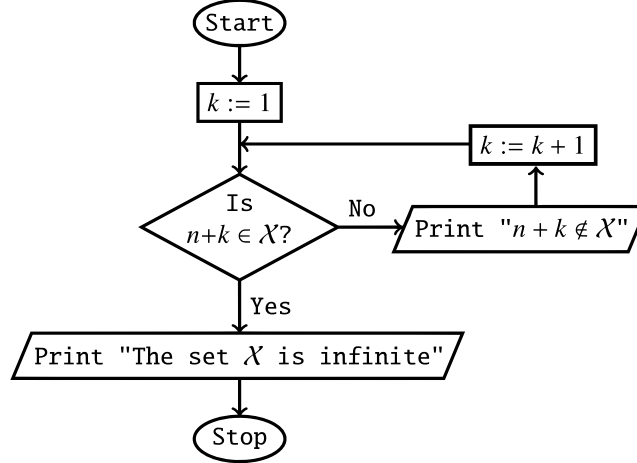 Start
k := 1
k := k + 1
Is
n+k ∈ 𝒳?
No
Print "n + k ∉ 𝒳"
Yes
Print "The set 𝒳 is infinite"
Stop